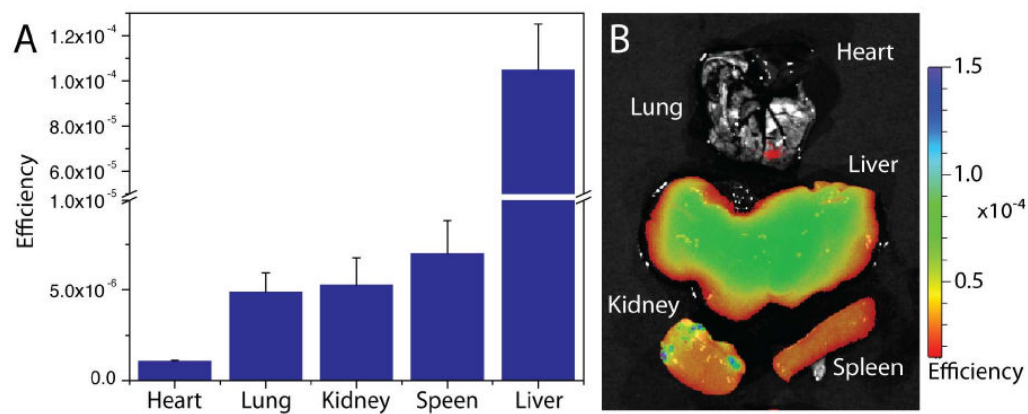 A
Efficiency
1.2x10⁻⁴
1.0x10⁻⁴
8.0x10⁻⁵
6.0x10⁻⁵
1.0x10⁻⁵
5.0x10⁻⁶
0.0
Heart
Lung
Kidney
Speen
Liver
B
Heart
Lung
Liver
Kidney
Spleen
1.5
1.0
x10⁻⁴
0.5
Efficiency